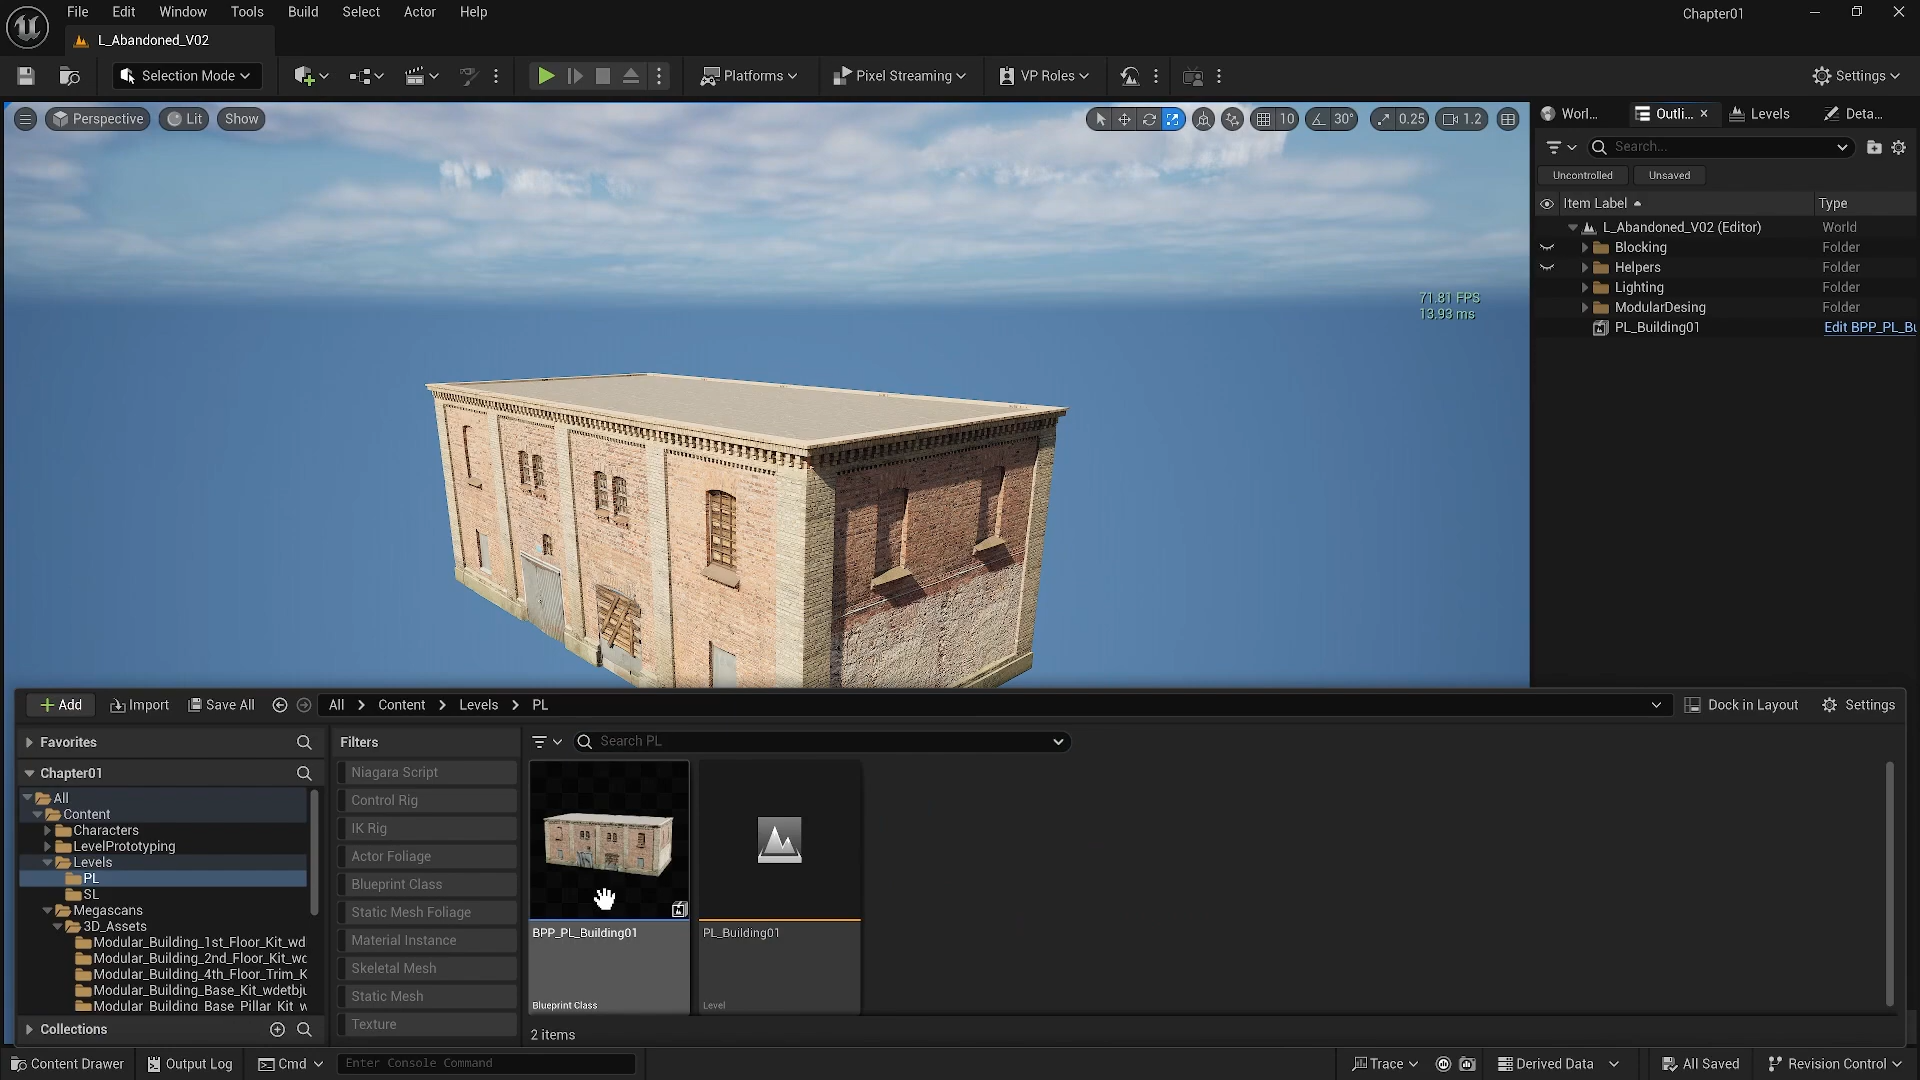 File Edit Window Tools Build Select Actor Help
Chapter01
L_Abandoned_V02
Selection Mode
Platforms
Pixel Streaming
VP Roles
Settings
Perspective
Lit
Show
10
30°
0.25
1.2
71.81 FPS
13.93 ms
Worl...
Outli...
Levels
Deta...
Search...
Uncontrolled
Unsaved
Item Label
Type
L_Abandoned_V02 (Editor)
World
Blocking
Folder
Helpers
Folder
Lighting
Folder
ModularDesing
Folder
PL_Building01
Edit BPP_PL_Bu
Add
Import
Save All
All
Content
Levels
PL
Dock in Layout
Settings
Favorites
Chapter01
All
Content
Characters
LevelPrototyping
Levels
PL
SL
Megascans
3D_Assets
Modular_Building_1st_Floor_Kit_wd
Modular_Building_2nd_Floor_Kit_wc
Modular_Building_4th_Floor_Trim_K
Modular_Building_Base_Kit_wdetbju
Modular_Building_Base_Pillar_Kit_w
Collections
Filters
Niagara Script
Control Rig
IK Rig
Actor Foliage
Blueprint Class
Static Mesh Foliage
Material Instance
Skeletal Mesh
Static Mesh
Texture
Search PL
BPP_PL_Building01
Blueprint Class
PL_Building01
Level
2 items
Content Drawer
Output Log
Cmd
Enter Console Command
Trace
Derived Data
All Saved
Revision Control